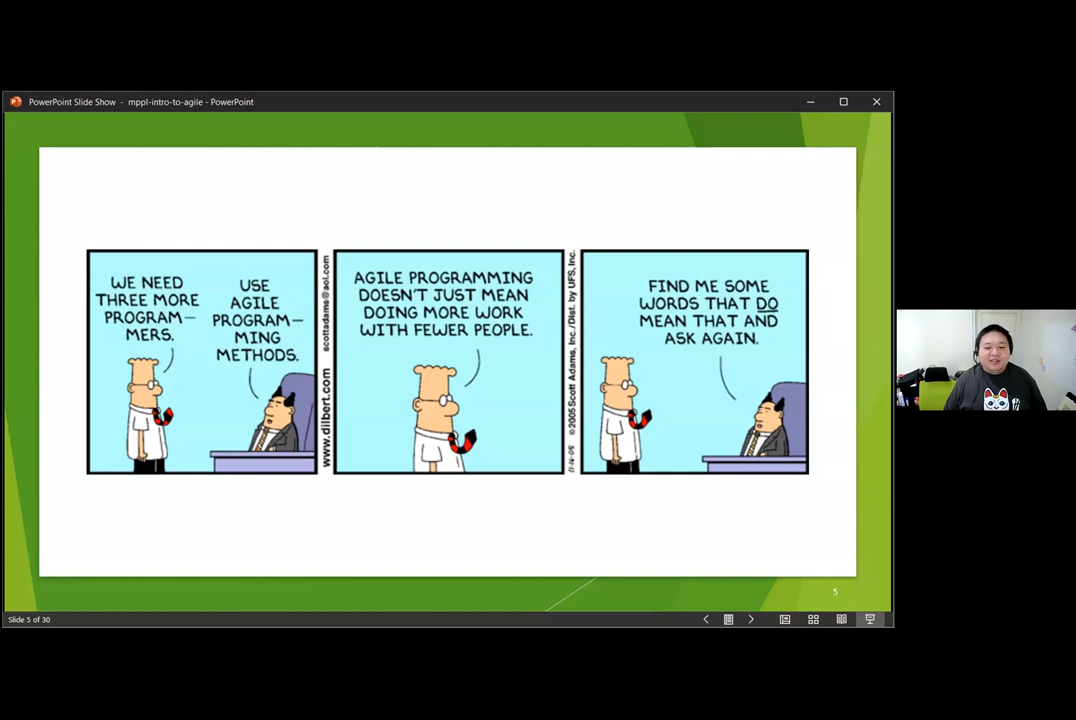 PowerPoint Slide Show - mppl-intro-to-agile - PowerPoint
WE NEED
THREE MORE
PROGRAM-
MERS.
USE
AGILE
PROGRAM-
MING
METHODS.
www.dilbert.com scottadams@aol.com
AGILE PROGRAMMING
DOESN'T JUST MEAN
DOING MORE WORK
WITH FEWER PEOPLE.
©2005 Scott Adams, Inc./Dist. by UFS, Inc.
FIND ME SOME
WORDS THAT DO
MEAN THAT AND
ASK AGAIN.
5
Slide 5 of 30